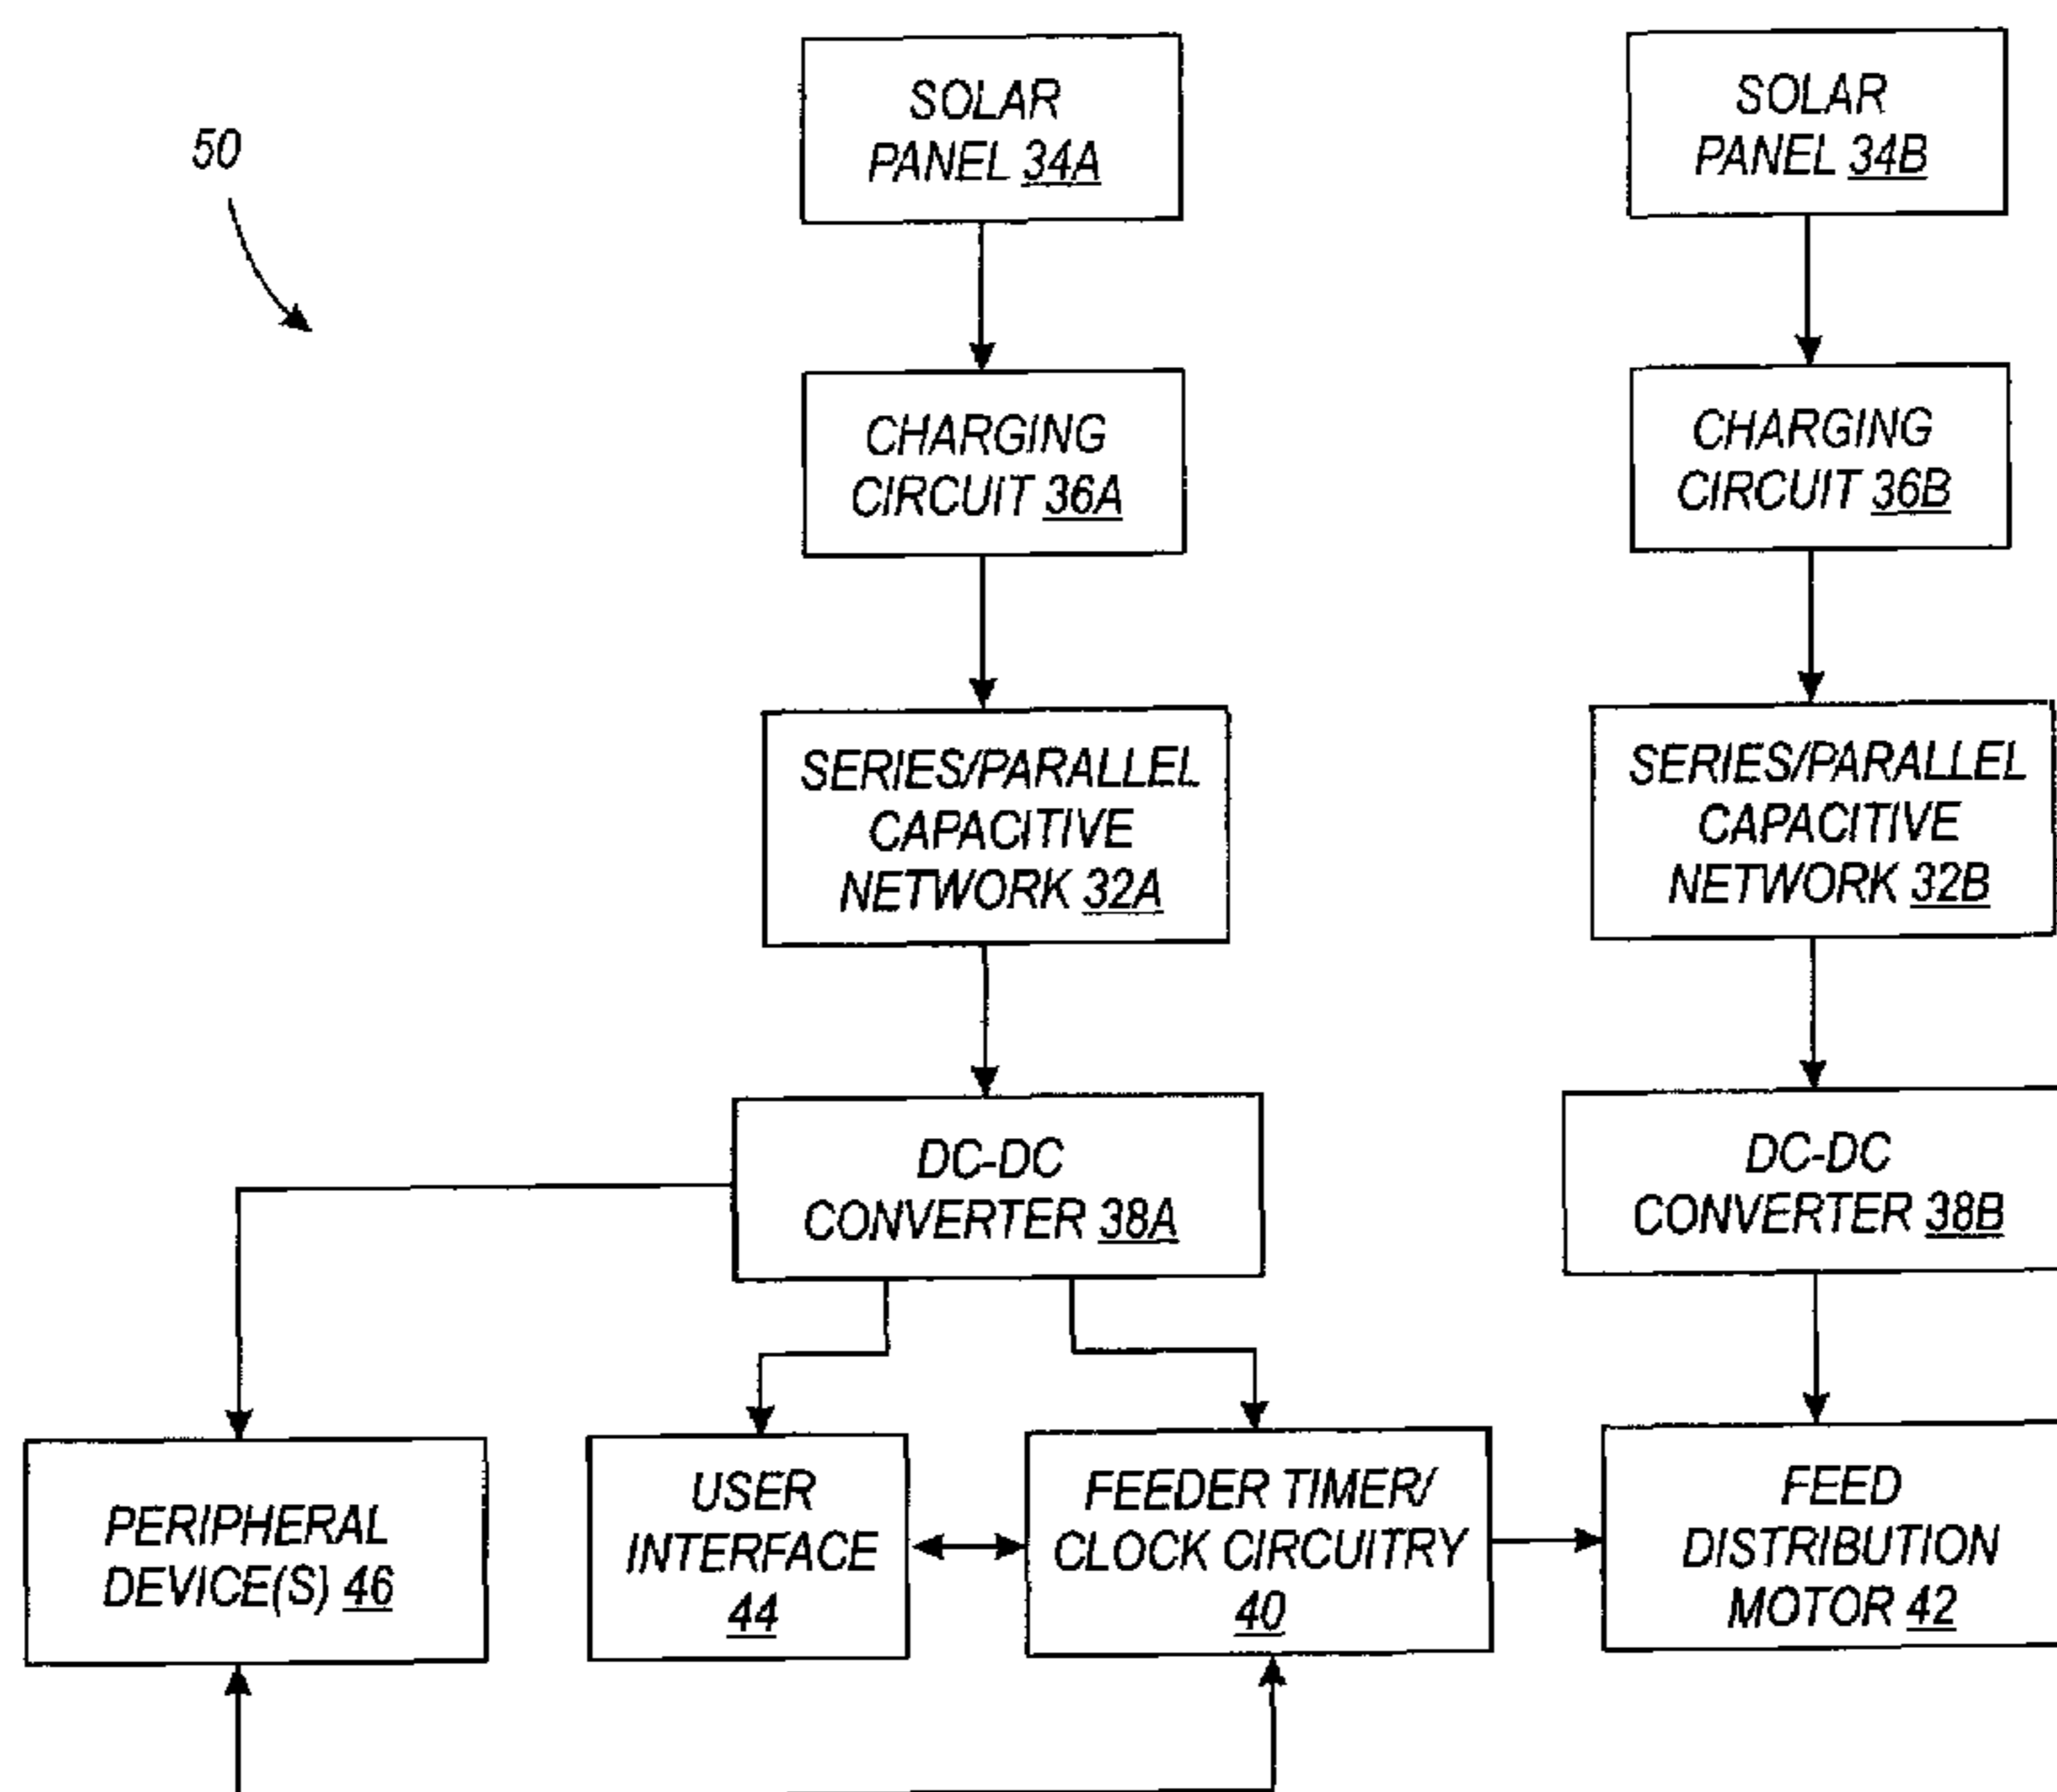 50
SOLAR
PANEL 34A
SOLAR
PANEL 34B
CHARGING
CIRCUIT 36A
CHARGING
CIRCUIT 36B
SERIES/PARALLEL
CAPACITIVE
NETWORK 32A
SERIES/PARALLEL
CAPACITIVE
NETWORK 32B
DC-DC
CONVERTER 38A
DC-DC
CONVERTER 38B
PERIPHERAL
DEVICE(S) 46
USER
INTERFACE
44
FEEDER TIMER/
CLOCK CIRCUITRY
40
FEED
DISTRIBUTION
MOTOR 42